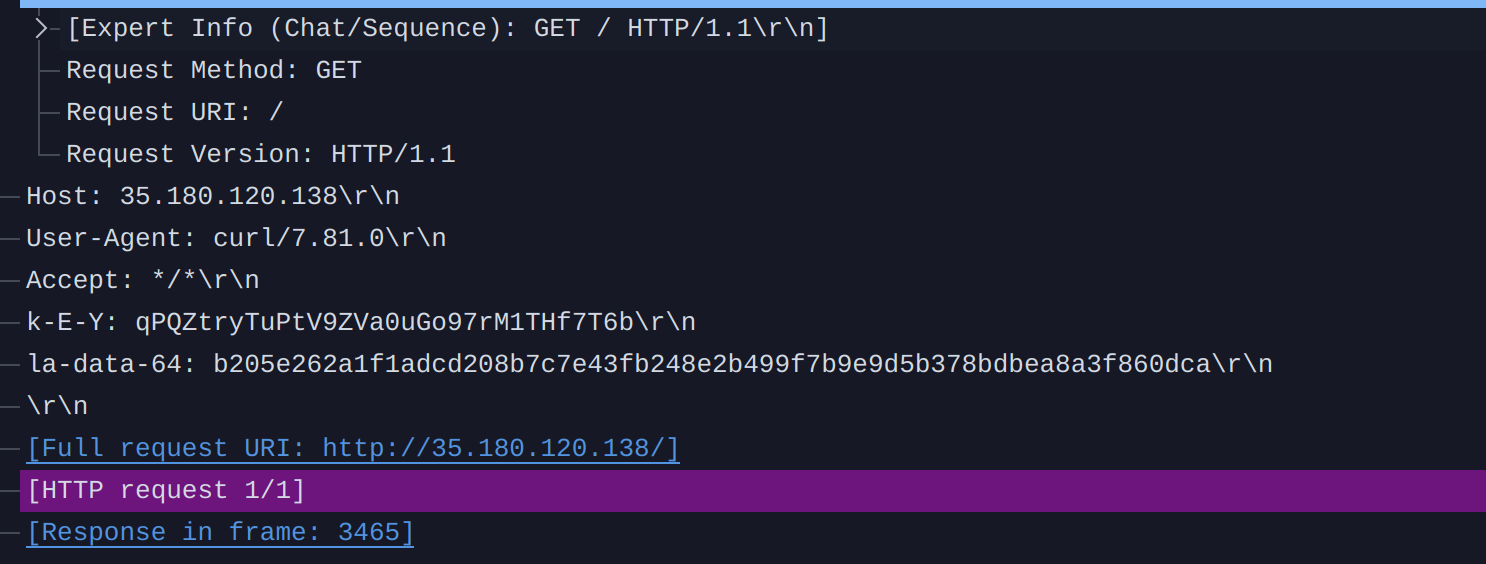 [Expert Info (Chat/Sequence): GET / HTTP/1.1\r\n]
Request Method: GET
Request URI: /
Request Version: HTTP/1.1
Host: 35.180.120.138\r\n
User-Agent: curl/7.81.0\r\n
Accept: */*\r\n
k-E-Y: qPQZtryTuPtV9ZVa0uGo97rM1THf7T6b\r\n
la-data-64: b205e262a1f1adcd208b7c7e43fb248e2b499f7b9e9d5b378bdbea8a3f860dca\r\n
\r\n
[Full request URI: http://35.180.120.138/]
[HTTP request 1/1]
[Response in frame: 3465]